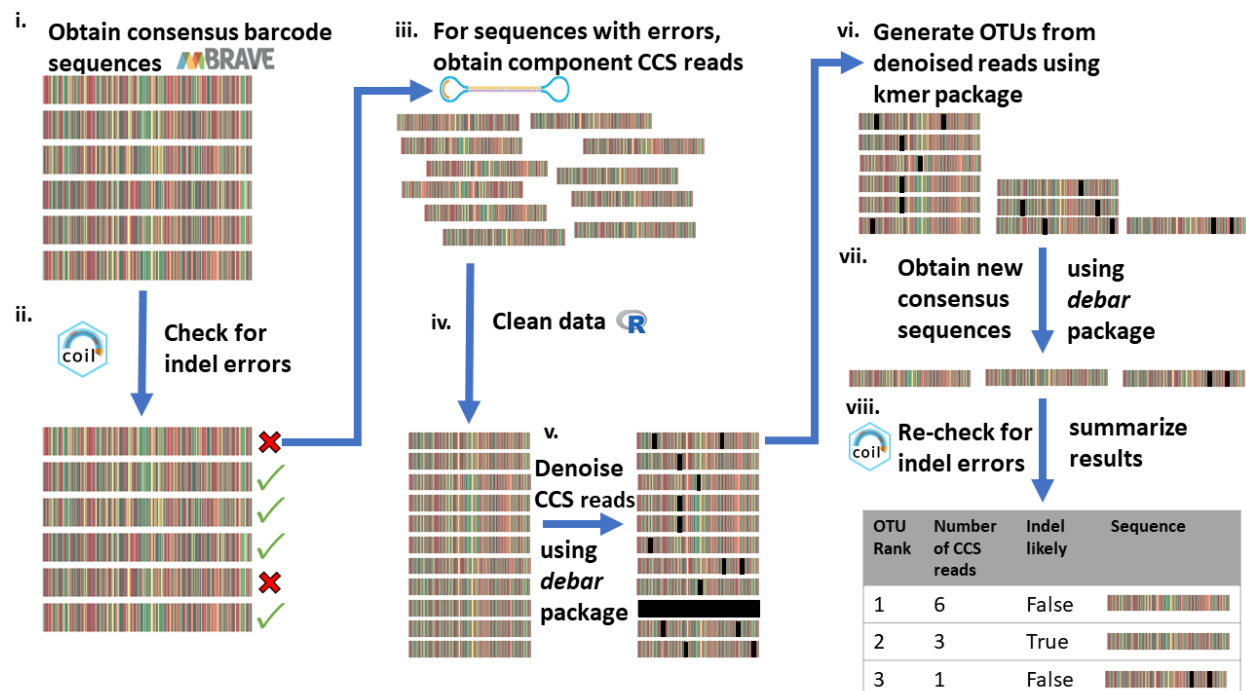 i.
Obtain consensus barcode
sequences mBRAVE
ii.
coil
Check for
indel errors
iii. For sequences with errors,
obtain component CCS reads
iv. Clean data R
v.
Denoise
CCS reads
using
debar
package
vi. Generate OTUs from
denoised reads using
kmer package
vii. Obtain new
consensus
sequences
using
debar
package
viii.
coil
Re-check for
indel errors
summarize
results
OTU Rank Number of CCS reads Indel likely Sequence
1 6 False
2 3 True
3 1 False